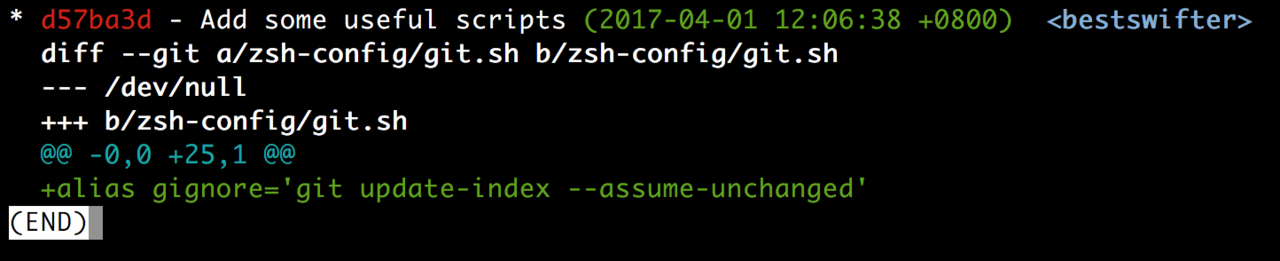 * d57ba3d - Add some useful scripts (2017-04-01 12:06:38 +0800)  <bestswifter>
diff --git a/zsh-config/git.sh b/zsh-config/git.sh
--- /dev/null
+++ b/zsh-config/git.sh
@@ -0,0 +25,1 @@
+alias gignore='git update-index --assume-unchanged'
(END)